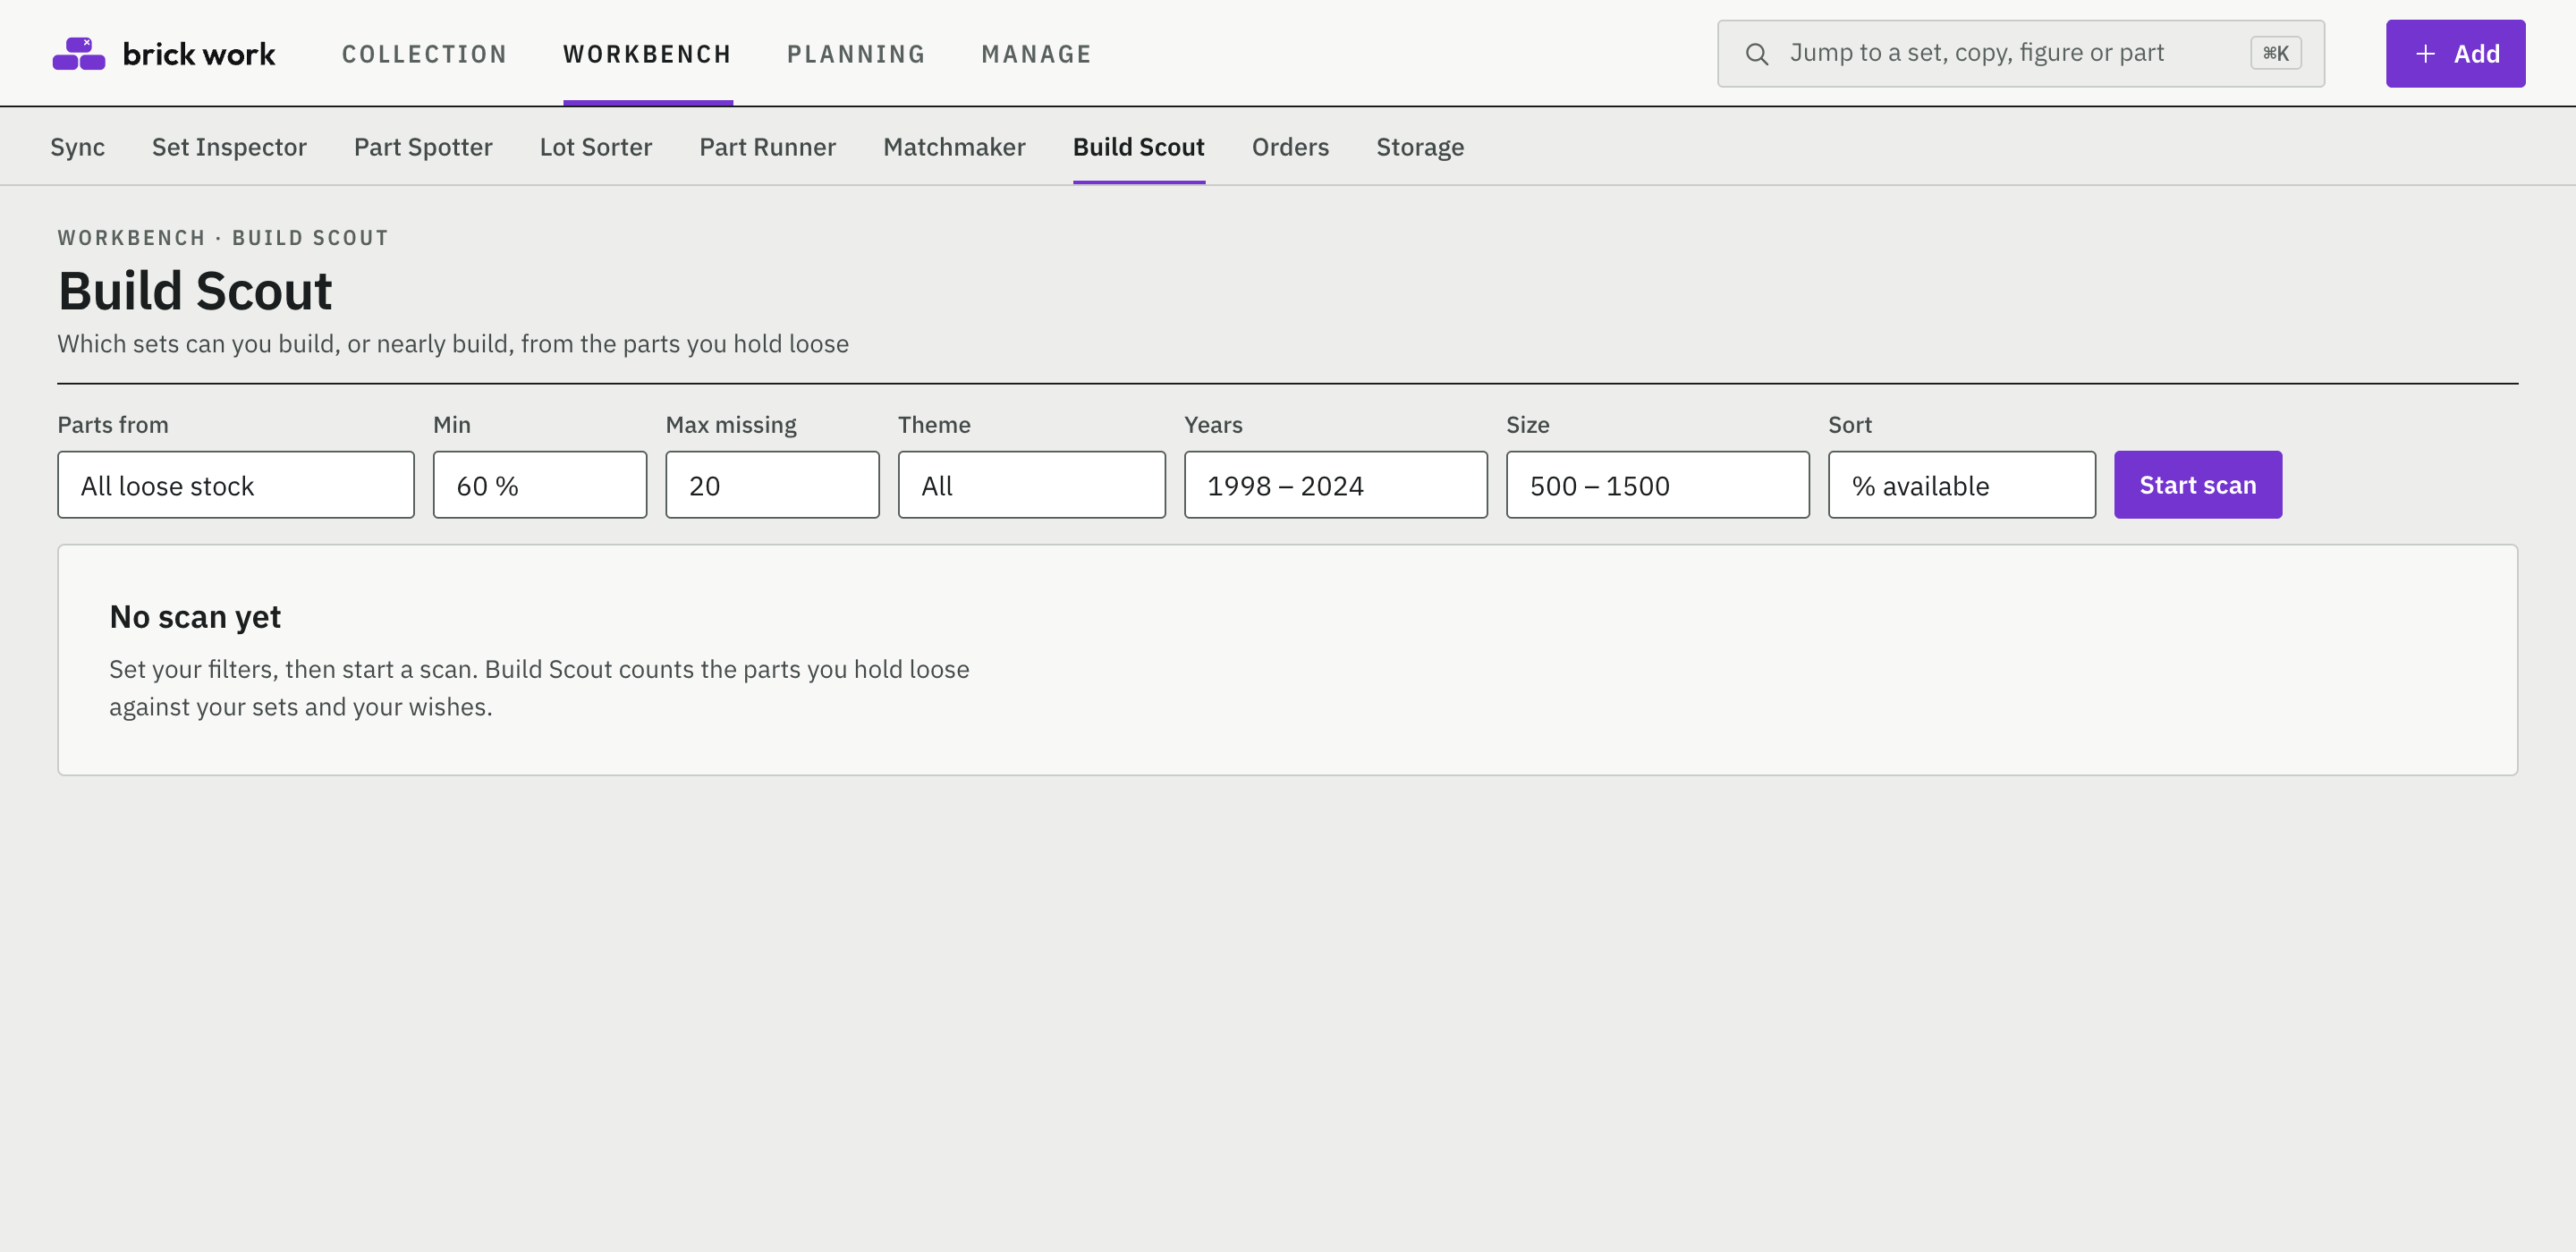 brick work
COLLECTION
WORKBENCH
PLANNING
MANAGE
Jump to a set, copy, figure or part
⌘K
+ Add
Sync
Set Inspector
Part Spotter
Lot Sorter
Part Runner
Matchmaker
Build Scout
Orders
Storage
WORKBENCH · BUILD SCOUT
Build Scout
Which sets can you build, or nearly build, from the parts you hold loose
Parts from
Min
Max missing
Theme
Years
Size
Sort
All loose stock
60 %
20
All
1998 – 2024
500 – 1500
% available
Start scan
No scan yet
Set your filters, then start a scan. Build Scout counts the parts you hold loose
against your sets and your wishes.